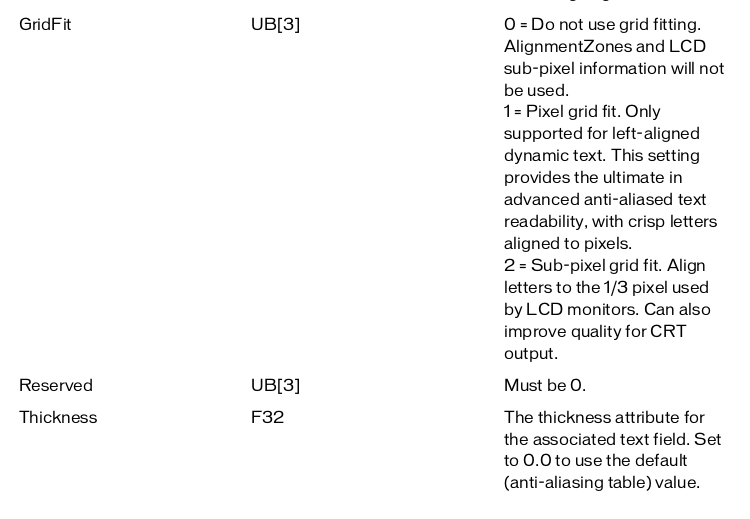 GridFit UB[3] 0 = Do not use grid fitting.
AlignmentZones and LCD
sub-pixel information will not
be used.
1 = Pixel grid fit. Only
supported for left-aligned
dynamic text. This setting
provides the ultimate in
advanced anti-aliased text
readability, with crisp letters
aligned to pixels.
2 = Sub-pixel grid fit. Align
letters to the 1/3 pixel used
by LCD monitors. Can also
improve quality for CRT
output.
Reserved UB[3] Must be 0.
Thickness F32 The thickness attribute for
the associated text field. Set
to 0.0 to use the default
(anti-aliasing table) value.